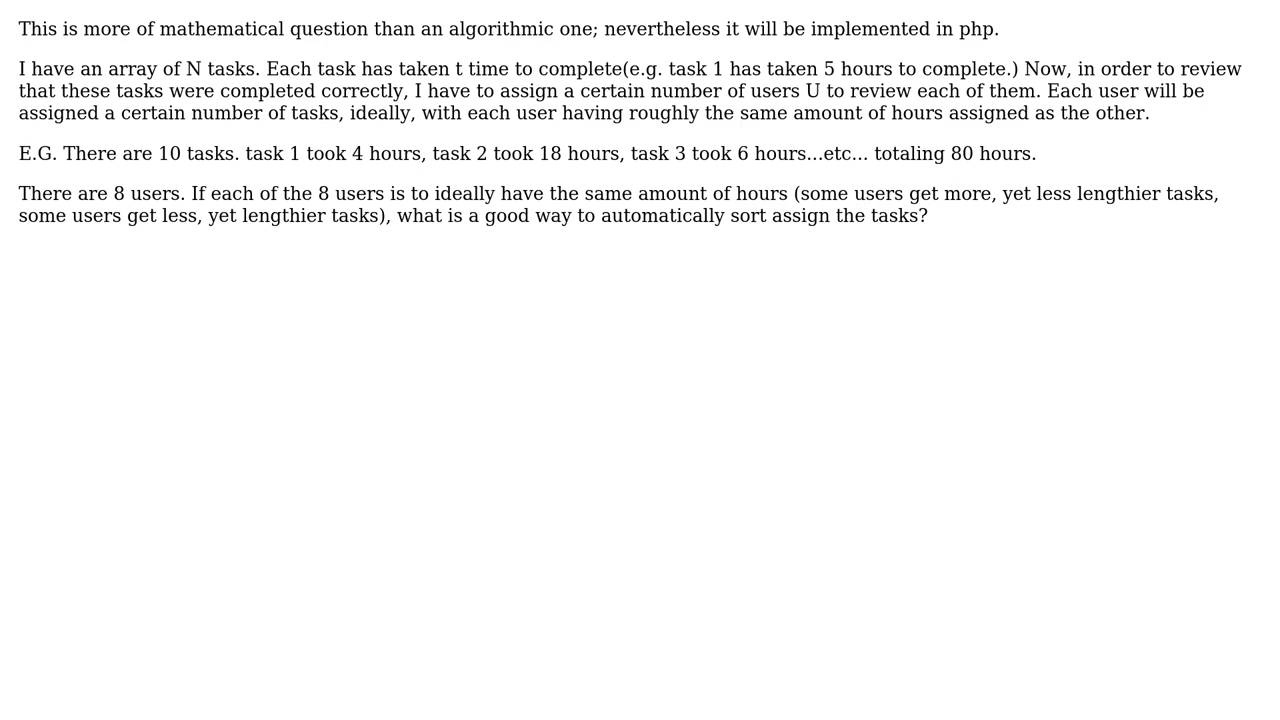 This is more of mathematical question than an algorithmic one; nevertheless it will be implemented in php.
I have an array of N tasks. Each task has taken t time to complete(e.g. task 1 has taken 5 hours to complete.) Now, in order to review
that these tasks were completed correctly, I have to assign a certain number of users U to review each of them. Each user will be
assigned a certain number of tasks, ideally, with each user having roughly the same amount of hours assigned as the other.
E.G. There are 10 tasks. task 1 took 4 hours, task 2 took 18 hours, task 3 took 6 hours...etc... totaling 80 hours.
There are 8 users. If each of the 8 users is to ideally have the same amount of hours (some users get more, yet less lengthier tasks,
some users get less, yet lengthier tasks), what is a good way to automatically sort assign the tasks?